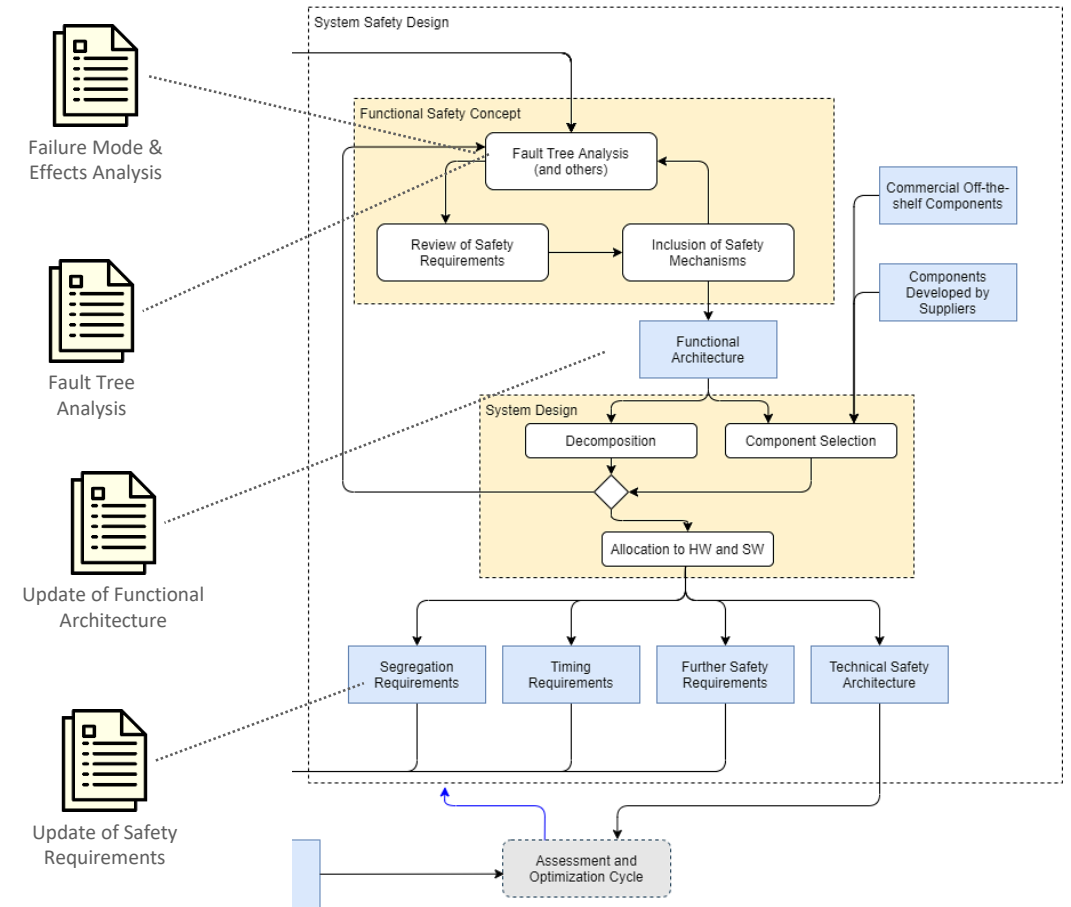 System Safety Design
Failure Mode &
Effects Analysis
Functional Safety Concept
Fault Tree Analysis
(and others)
Commercial Off-the-
shelf Components
Review of Safety
Requirements
Inclusion of Safety
Mechanisms
Components
Developed by
Suppliers
Fault Tree
Analysis
Functional
Architecture
System Design
Decomposition
Component Selection
Allocation to HW and SW
Update of Functional
Architecture
Segregation
Requirements
Timing
Requirements
Further Safety
Requirements
Technical Safety
Architecture
Update of Safety
Requirements
Assessment and
Optimization Cycle